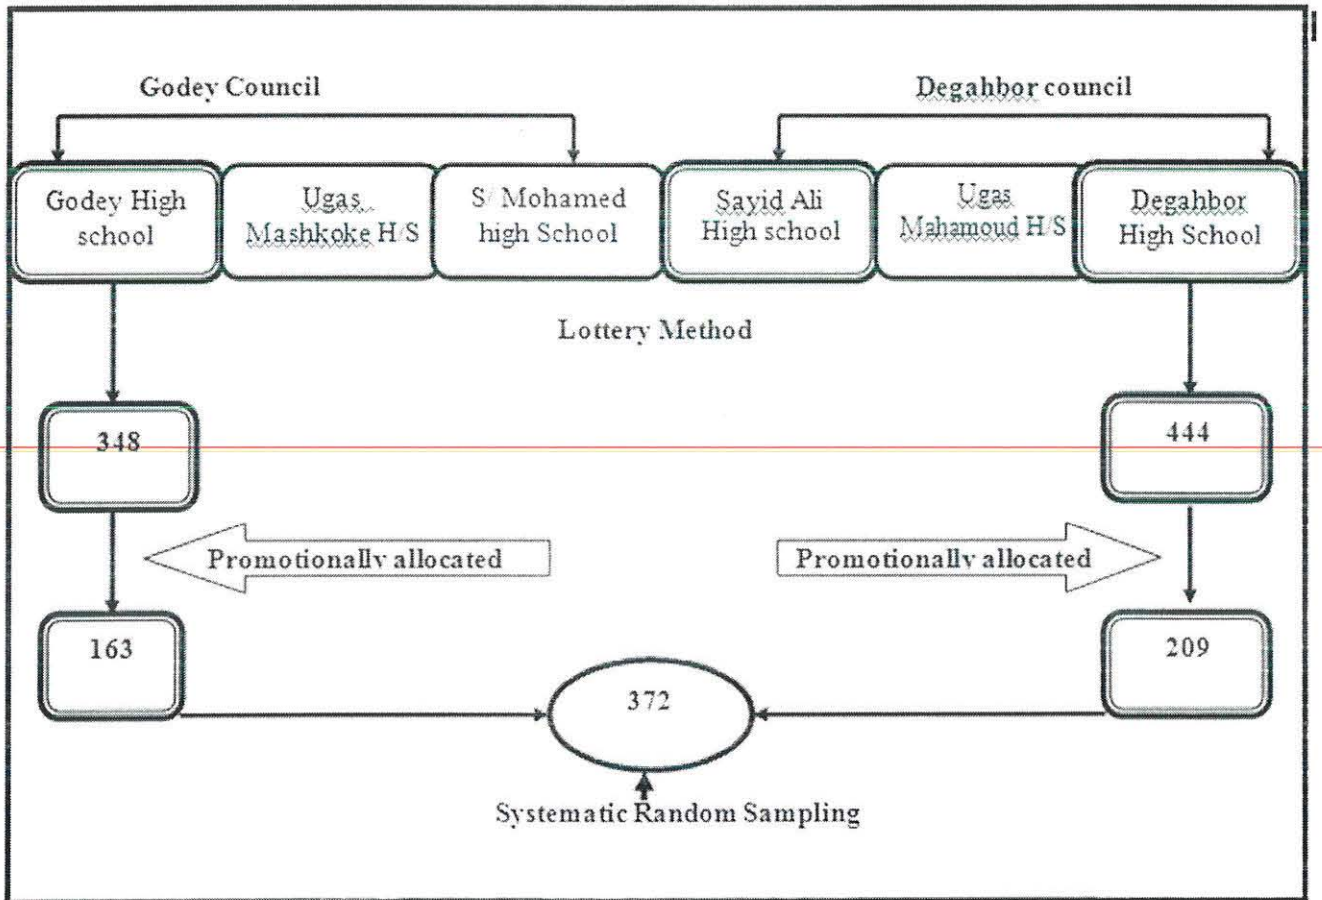 Godey Council
Degahbor council
Godey High
school
Ugas
Mashkoke H/S
S/ Mohamed
high School
Sayid Ali
High school
Ugas
Mahamoud H/S
Degahbor
High School
Lottery Method
348
444
Promotionally allocated
Promotionally allocated
163
209
372
Systematic Random Sampling